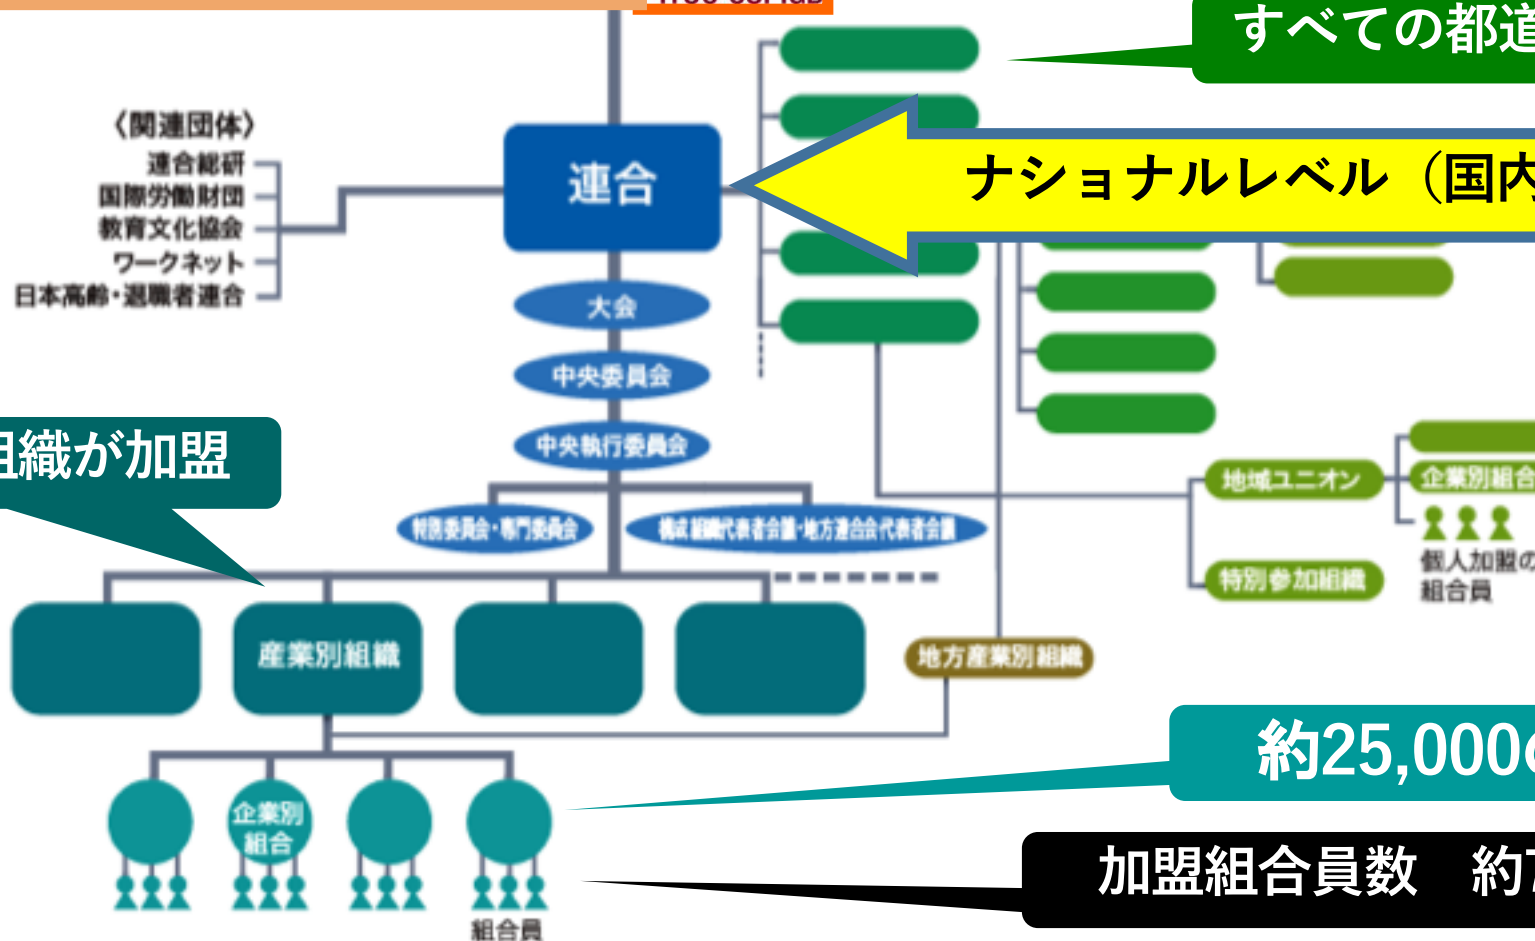 すべての都道
〈関連団体〉
連合総研
国際労働財団
教育文化協会
ワークネット
日本高齢・退職者連合
連合
ナショナルレベル（国内
大会
中央委員会
中央執行委員会
特別委員会・専門委員会
構成組織代表者会議・地方連合会代表者会議
組織が加盟
産業別組織
地方産業別組織
地域ユニオン
企業別組合
個人加盟の
組合員
特別参加組織
企業別
組合
組合員
約25,000
加盟組合員数　約7